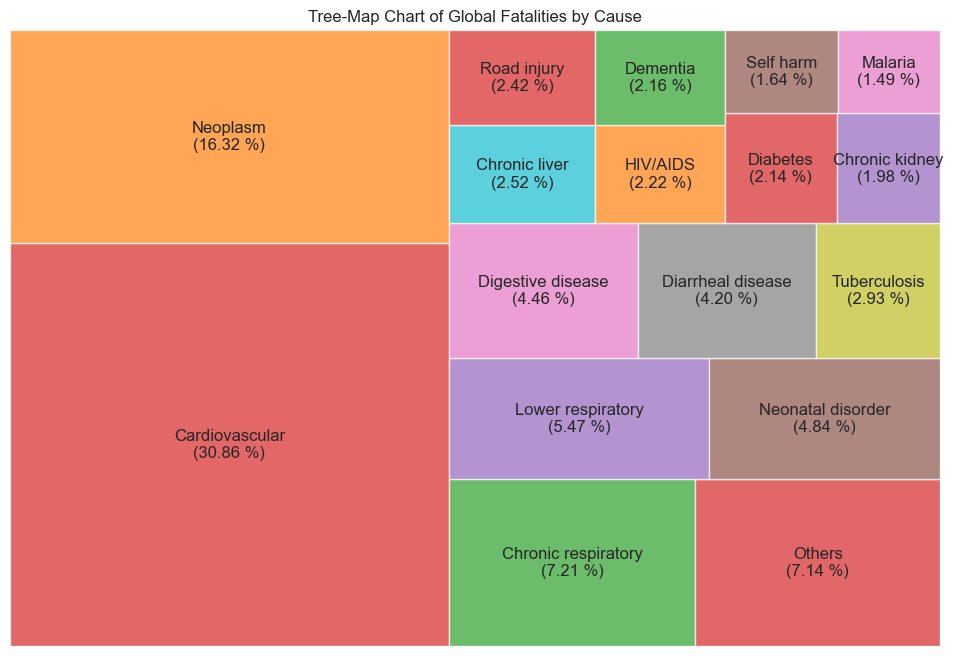 Tree-Map Chart of Global Fatalities by Cause
Neoplasm
(16.32 %)
Cardiovascular
(30.86 %)
Road injury
(2.42 %)
Dementia
(2.16 %)
Self harm
(1.64 %)
Malaria
(1.49 %)
Chronic liver
(2.52 %)
HIV/AIDS
(2.22 %)
Diabetes
(2.14 %)
Chronic kidney
(1.98 %)
Digestive disease
(4.46 %)
Diarrheal disease
(4.20 %)
Tuberculosis
(2.93 %)
Lower respiratory
(5.47 %)
Neonatal disorder
(4.84 %)
Chronic respiratory
(7.21 %)
Others
(7.14 %)